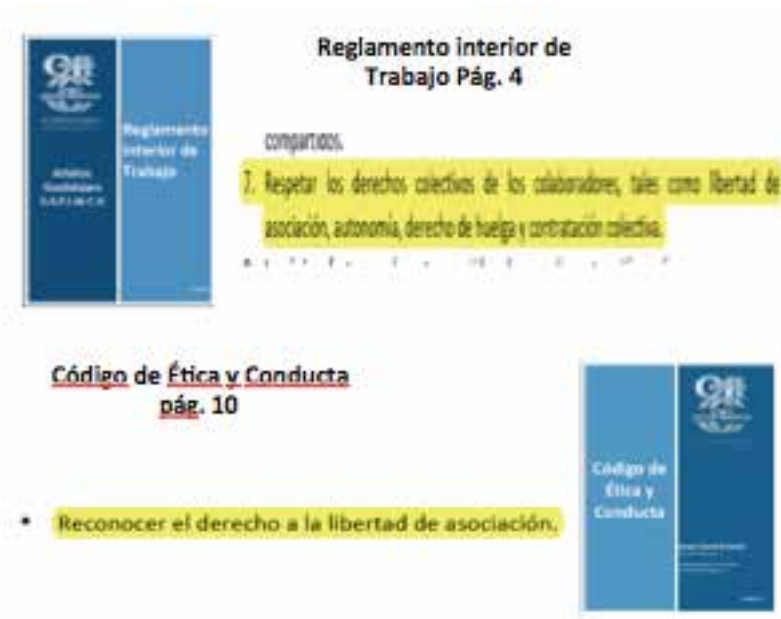 Reglamento interior de
Trabajo Pág. 4
Reglamento
Interior de
Trabajo
compartidos.
7. Respetar los derechos colectivos de los colaboradores, tales como libertad de
asociación, autonomía, derecho de huelga y contratación colectiva.
Código de Ética y Conducta
pág. 10
• Reconocer el derecho a la libertad de asociación.
Código de
Ética y
Conducta